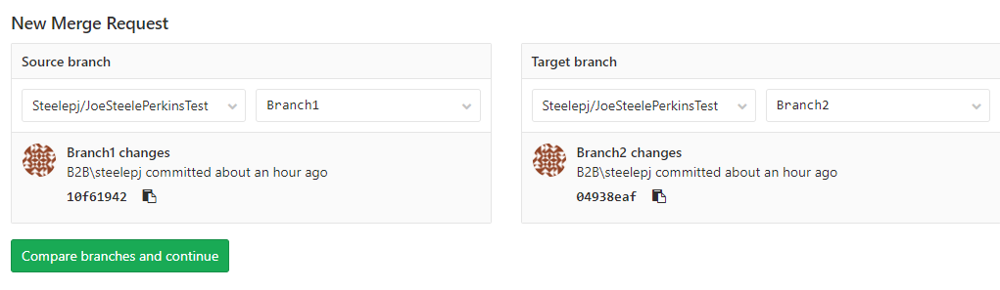 New Merge Request
Source branch
Steelepj/JoeSteelePerkinsTest
Branch1
Branch1 changes
B2B\steelepj committed about an hour ago
10f61942
Target branch
Steelepj/JoeSteelePerkinsTest
Branch2
Branch2 changes
B2B\steelepj committed about an hour ago
04938eaf
Compare branches and continue